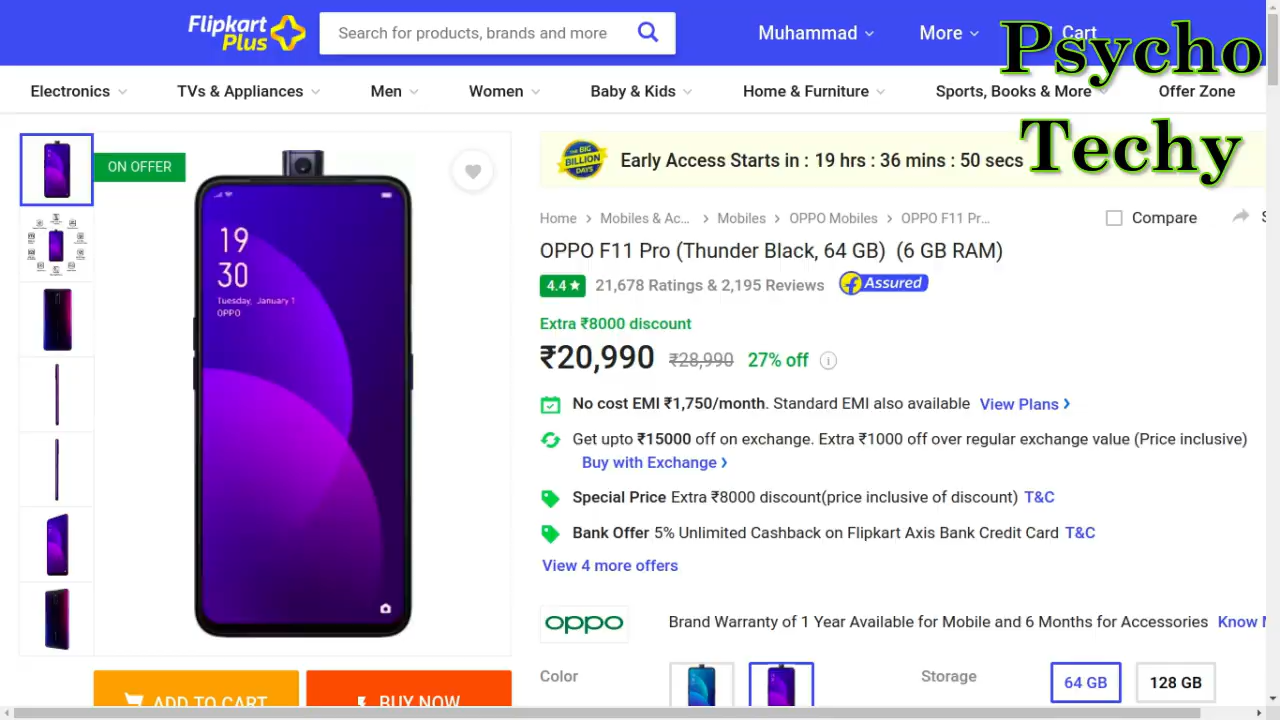 Flipkart
Plus
Search for products, brands and more
Muhammad
More
Cart
Psycho
Techy
Electronics
TVs & Appliances
Men
Women
Baby & Kids
Home & Furniture
Sports, Books & More
Offer Zone
ON OFFER
19
30
Tuesday, January 1
OPPO
THE BIG
BILLION
DAYS
Early Access Starts in : 19 hrs : 36 mins : 50 secs
Home > Mobiles & Ac... > Mobiles > OPPO Mobiles > OPPO F11 Pr...
Compare
S
OPPO F11 Pro (Thunder Black, 64 GB) (6 GB RAM)
4.4 ★ 21,678 Ratings & 2,195 Reviews
f Assured
Extra ₹8000 discount
₹20,990 ₹28,990 27% off i
No cost EMI ₹1,750/month. Standard EMI also available View Plans ›
Get upto ₹15000 off on exchange. Extra ₹1000 off over regular exchange value (Price inclusive)
Buy with Exchange ›
Special Price Extra ₹8000 discount(price inclusive of discount) T&C
Bank Offer 5% Unlimited Cashback on Flipkart Axis Bank Credit Card T&C
View 4 more offers
oppo
Brand Warranty of 1 Year Available for Mobile and 6 Months for Accessories Know
ADD TO CART
BUY NOW
Color
Storage
64 GB
128 GB